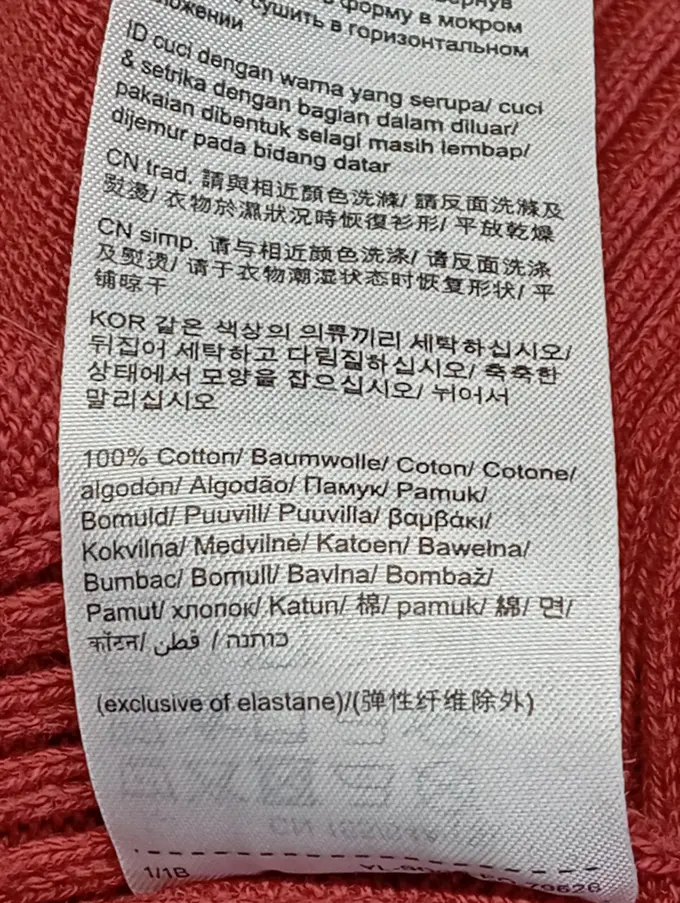 форму в мокром
сушить в горизонтальном
ID cuci dengan warna yang serupa/ cuci
& setrika dengan bagian dalam diluar/
pakaian dibentuk selagi masih lembap/
dijemur pada bidang datar
CN trad. 請與相近顏色洗滌/ 請反面洗滌及
熨燙/ 衣物於濕狀況時恢復衫形/ 平放乾燥
CN simp. 请与相近颜色洗涤/ 请反面洗涤
及熨烫/ 请于衣物潮湿状态时恢复形状/ 平
铺晾干
KOR 같은 색상의 의류끼리 세탁하십시오/
뒤집어 세탁하고 다림질하십시오/ 축축한
상태에서 모양을 잡으십시오/ 뉘어서
말리십시오
100% Cotton/ Baumwolle/ Coton/ Cotone/
algodón/ Algodão/ Памук/ Pamuk/
Bomuld/ Puuvill/ Puuvilla/ βαμβάκι/
Kokvilna/ Medvilnė/ Katoen/ Bawełna/
Bumbac/ Bomull/ Bavlna/ Bombaž/
Pamut/ хлопок/ Katun/ 棉/ pamuk/ 綿/ 면/
कॉटन/ قطن / כותנה
(exclusive of elastane)/(弹性纤维除外)
1/1B